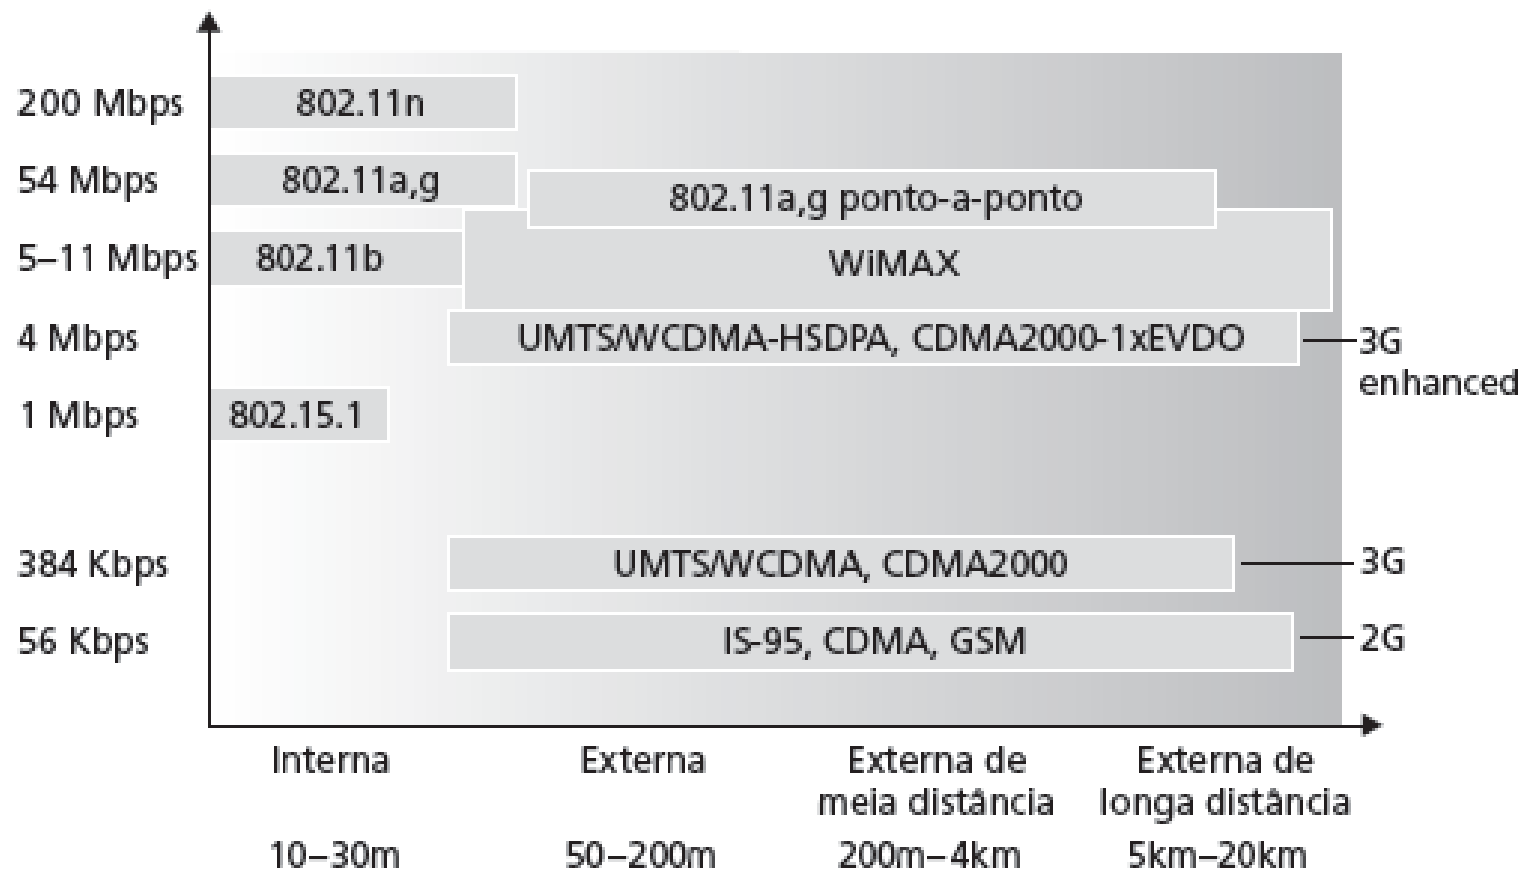 200 Mbps
802.11n
54 Mbps
802.11a,g
802.11a,g ponto-a-ponto
5–11 Mbps
802.11b
WiMAX
4 Mbps
UMTS/WCDMA-HSDPA, CDMA2000-1xEVDO
3G
enhanced
1 Mbps
802.15.1
384 Kbps
UMTS/WCDMA, CDMA2000
3G
56 Kbps
IS-95, CDMA, GSM
2G
Interna
10–30m
Externa
50–200m
Externa de
meia distância
200m–4km
Externa de
longa distância
5km–20km